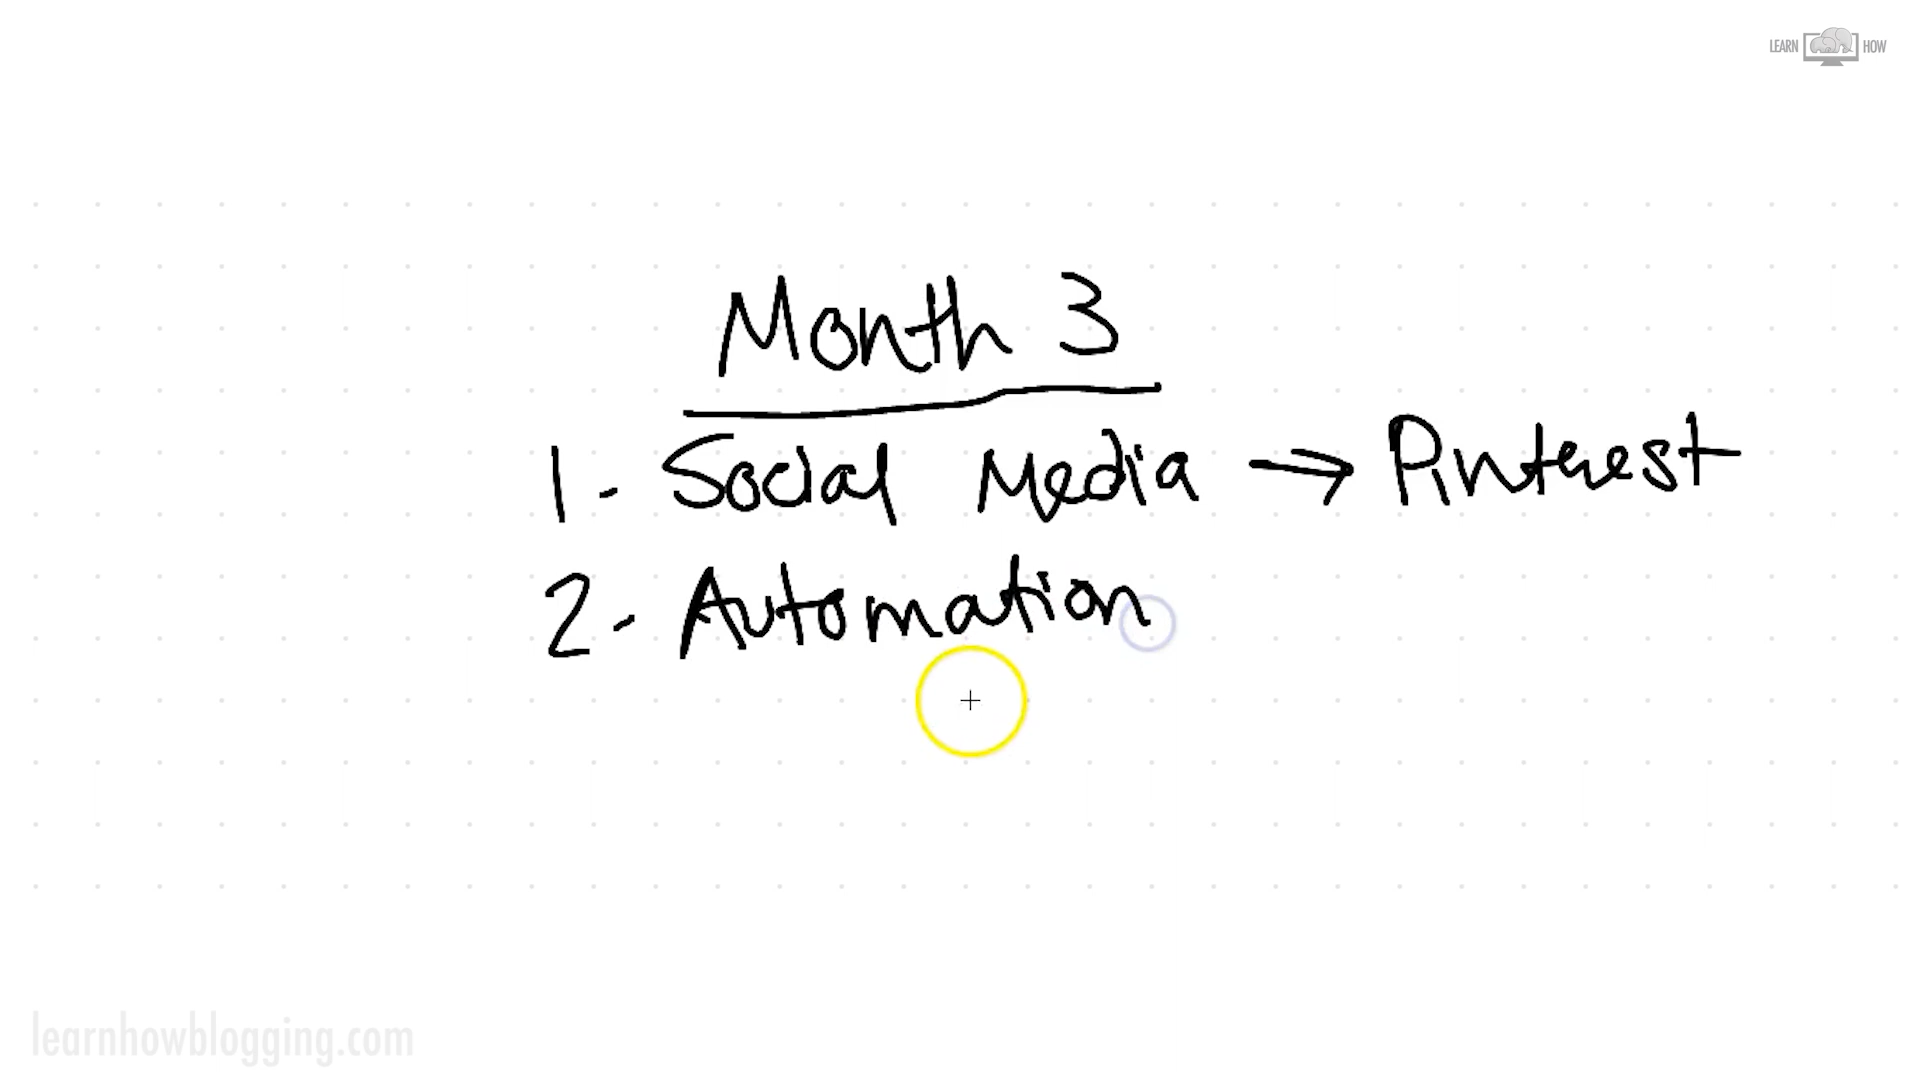 LEARN HOW
Month 3
1 - Social Media → Pinterest
2 - Automation
learnhowblogging.com